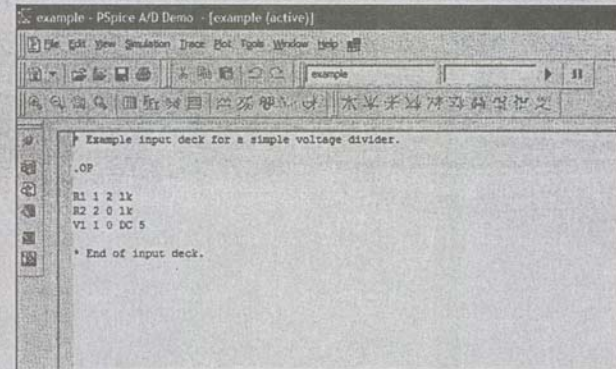 example - PSpice A/D Demo - [example (active)]
File Edit View Simulation Trace Plot Tools Window Help
example
* Example input deck for a simple voltage divider.
.OP
R1 1 2 1k
R2 2 0 1k
V1 1 0 DC 5
* End of input deck.